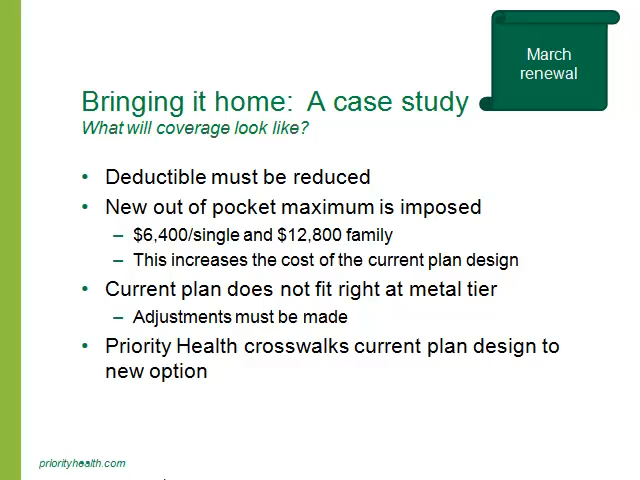 March
renewal
Bringing it home:  A case study
What will coverage look like?
• Deductible must be reduced
• New out of pocket maximum is imposed
– $6,400/single and $12,800 family
– This increases the cost of the current plan design
• Current plan does not fit right at metal tier
– Adjustments must be made
• Priority Health crosswalks current plan design to
new option
priorityhealth.com